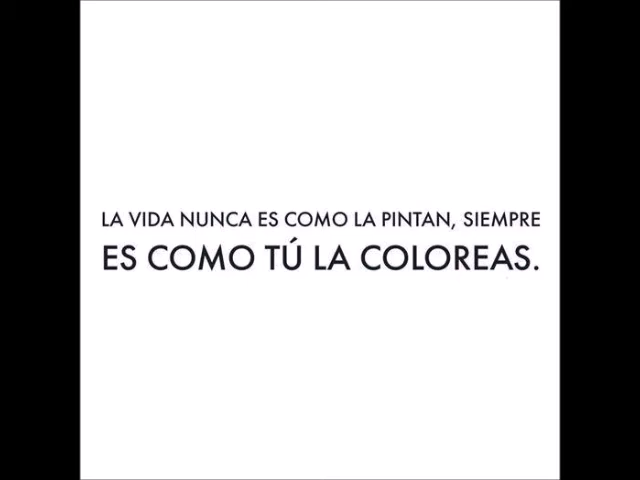 LA VIDA NUNCA ES COMO LA PINTAN, SIEMPRE
ES COMO TÚ LA COLOREAS.